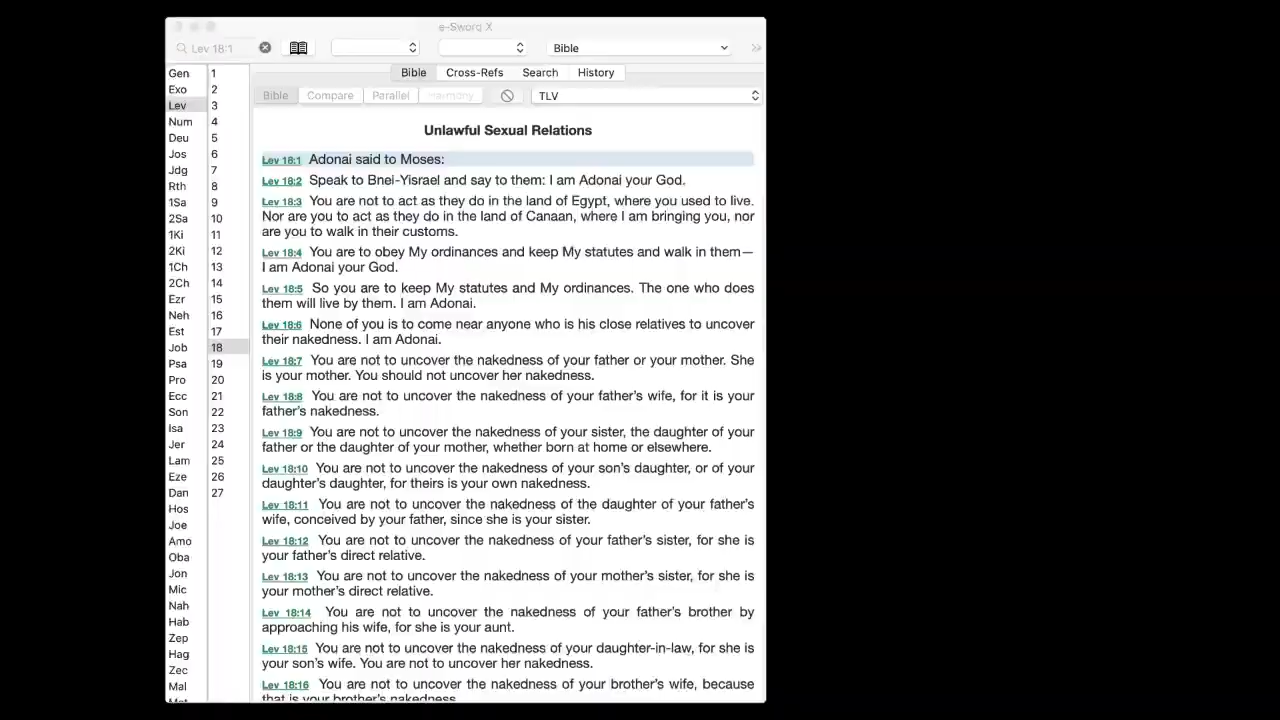 e-Sword X
Lev 18:1
Bible
Bible Cross-Refs Search History
Bible Compare Parallel Harmony
TLV
Gen
Exo
Lev
Num
Deu
Jos
Jdg
Rth
1Sa
2Sa
1Ki
2Ki
1Ch
2Ch
Ezr
Neh
Est
Job
Psa
Pro
Ecc
Son
Isa
Jer
Lam
Eze
Dan
Hos
Joe
Amo
Oba
Jon
Mic
Nah
Hab
Zep
Hag
Zec
Mal
Mat
1
2
3
4
5
6
7
8
9
10
11
12
13
14
15
16
17
18
19
20
21
22
23
24
25
26
27
Unlawful Sexual Relations
Lev 18:1 Adonai said to Moses:
Lev 18:2 Speak to Bnei-Yisrael and say to them: I am Adonai your God.
Lev 18:3 You are not to act as they do in the land of Egypt, where you used to live.
Nor are you to act as they do in the land of Canaan, where I am bringing you, nor
are you to walk in their customs.
Lev 18:4 You are to obey My ordinances and keep My statutes and walk in them—
I am Adonai your God.
Lev 18:5 So you are to keep My statutes and My ordinances. The one who does
them will live by them. I am Adonai.
Lev 18:6 None of you is to come near anyone who is his close relatives to uncover
their nakedness. I am Adonai.
Lev 18:7 You are not to uncover the nakedness of your father or your mother. She
is your mother. You should not uncover her nakedness.
Lev 18:8 You are not to uncover the nakedness of your father’s wife, for it is your
father’s nakedness.
Lev 18:9 You are not to uncover the nakedness of your sister, the daughter of your
father or the daughter of your mother, whether born at home or elsewhere.
Lev 18:10 You are not to uncover the nakedness of your son’s daughter, or of your
daughter’s daughter, for theirs is your own nakedness.
Lev 18:11 You are not to uncover the nakedness of the daughter of your father’s
wife, conceived by your father, since she is your sister.
Lev 18:12 You are not to uncover the nakedness of your father’s sister, for she is
your father’s direct relative.
Lev 18:13 You are not to uncover the nakedness of your mother’s sister, for she is
your mother’s direct relative.
Lev 18:14 You are not to uncover the nakedness of your father’s brother by
approaching his wife, for she is your aunt.
Lev 18:15 You are not to uncover the nakedness of your daughter-in-law, for she is
your son’s wife. You are not to uncover her nakedness.
Lev 18:16 You are not to uncover the nakedness of your brother’s wife, because
that is your brother’s nakedness.